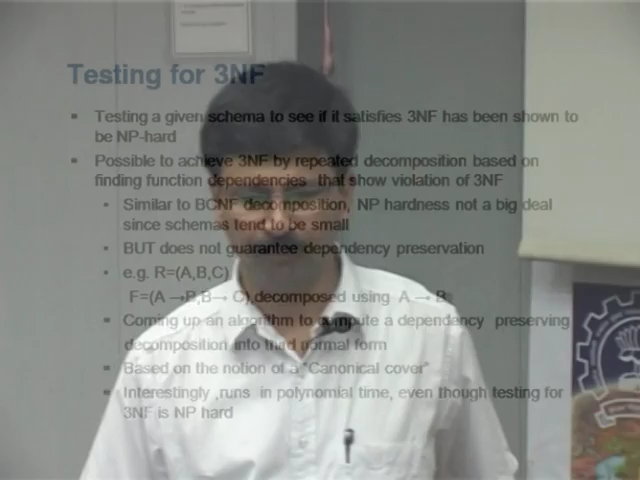 Testing for 3NF
Testing a given schema to see if it satisfies 3NF has been shown to
be NP-hard
Possible to achieve 3NF by repeated decomposition based on
finding function dependencies that show violation of 3NF
Similar to BCNF decomposition, NP hardness not a big deal
since schemas tend to be small
BUT does not guarantee dependency preservation
e.g. R=(A,B,C)
F=(A →B,B→ C),decomposed using A → B
Coming up an algorithm to compute a dependency preserving
decomposition into third normal form
Based on the notion of a "Canonical cover"
Interestingly ,runs in polynomial time, even though testing for
3NF is NP hard